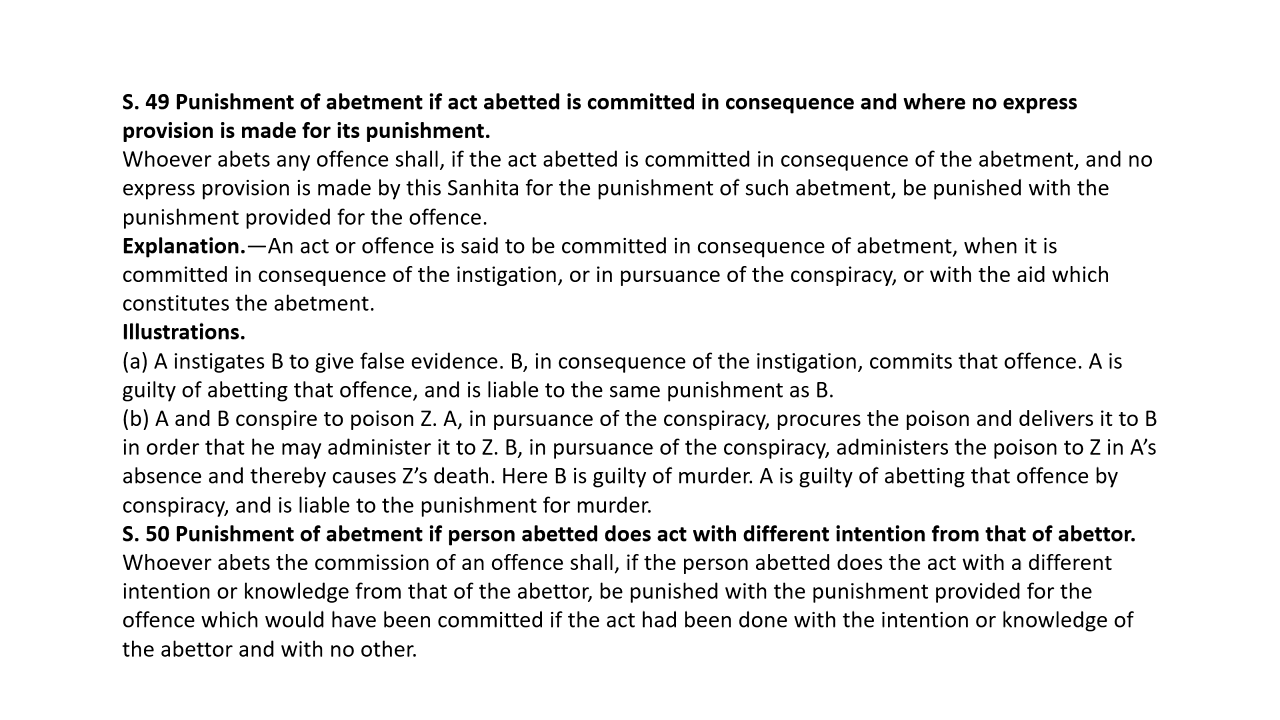 S. 49 Punishment of abetment if act abetted is committed in consequence and where no express
provision is made for its punishment.
Whoever abets any offence shall, if the act abetted is committed in consequence of the abetment, and no
express provision is made by this Sanhita for the punishment of such abetment, be punished with the
punishment provided for the offence.
Explanation.—An act or offence is said to be committed in consequence of abetment, when it is
committed in consequence of the instigation, or in pursuance of the conspiracy, or with the aid which
constitutes the abetment.
Illustrations.
(a) A instigates B to give false evidence. B, in consequence of the instigation, commits that offence. A is
guilty of abetting that offence, and is liable to the same punishment as B.
(b) A and B conspire to poison Z. A, in pursuance of the conspiracy, procures the poison and delivers it to B
in order that he may administer it to Z. B, in pursuance of the conspiracy, administers the poison to Z in A’s
absence and thereby causes Z’s death. Here B is guilty of murder. A is guilty of abetting that offence by
conspiracy, and is liable to the punishment for murder.
S. 50 Punishment of abetment if person abetted does act with different intention from that of abettor.
Whoever abets the commission of an offence shall, if the person abetted does the act with a different
intention or knowledge from that of the abettor, be punished with the punishment provided for the
offence which would have been committed if the act had been done with the intention or knowledge of
the abettor and with no other.